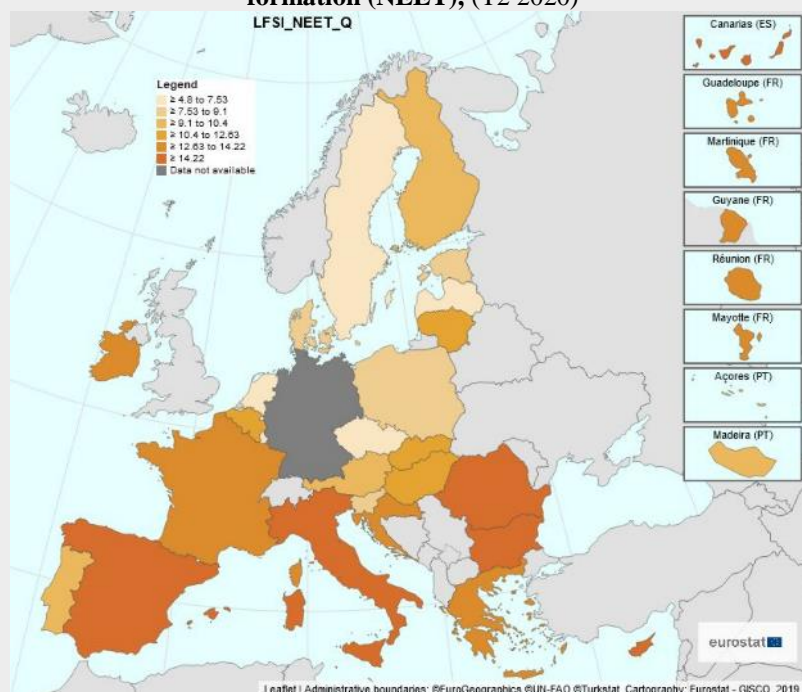 formation (NEET), (T2 2020)
LFSI_NEET_Q
Legend
≥ 4.8 to 7.53
≥ 7.53 to 9.1
≥ 9.1 to 10.4
≥ 10.4 to 12.63
≥ 12.63 to 14.22
≥ 14.22
Data not available
Canarias (ES)
Guadeloupe (FR)
Martinique (FR)
Guyane (FR)
Réunion (FR)
Mayotte (FR)
Açores (PT)
Madeira (PT)
eurostat
Leaflet | Administrative boundaries: ©EuroGeographics ©UN-FAO ©Turkstat, Cartography: Eurostat - GISCO, 2019